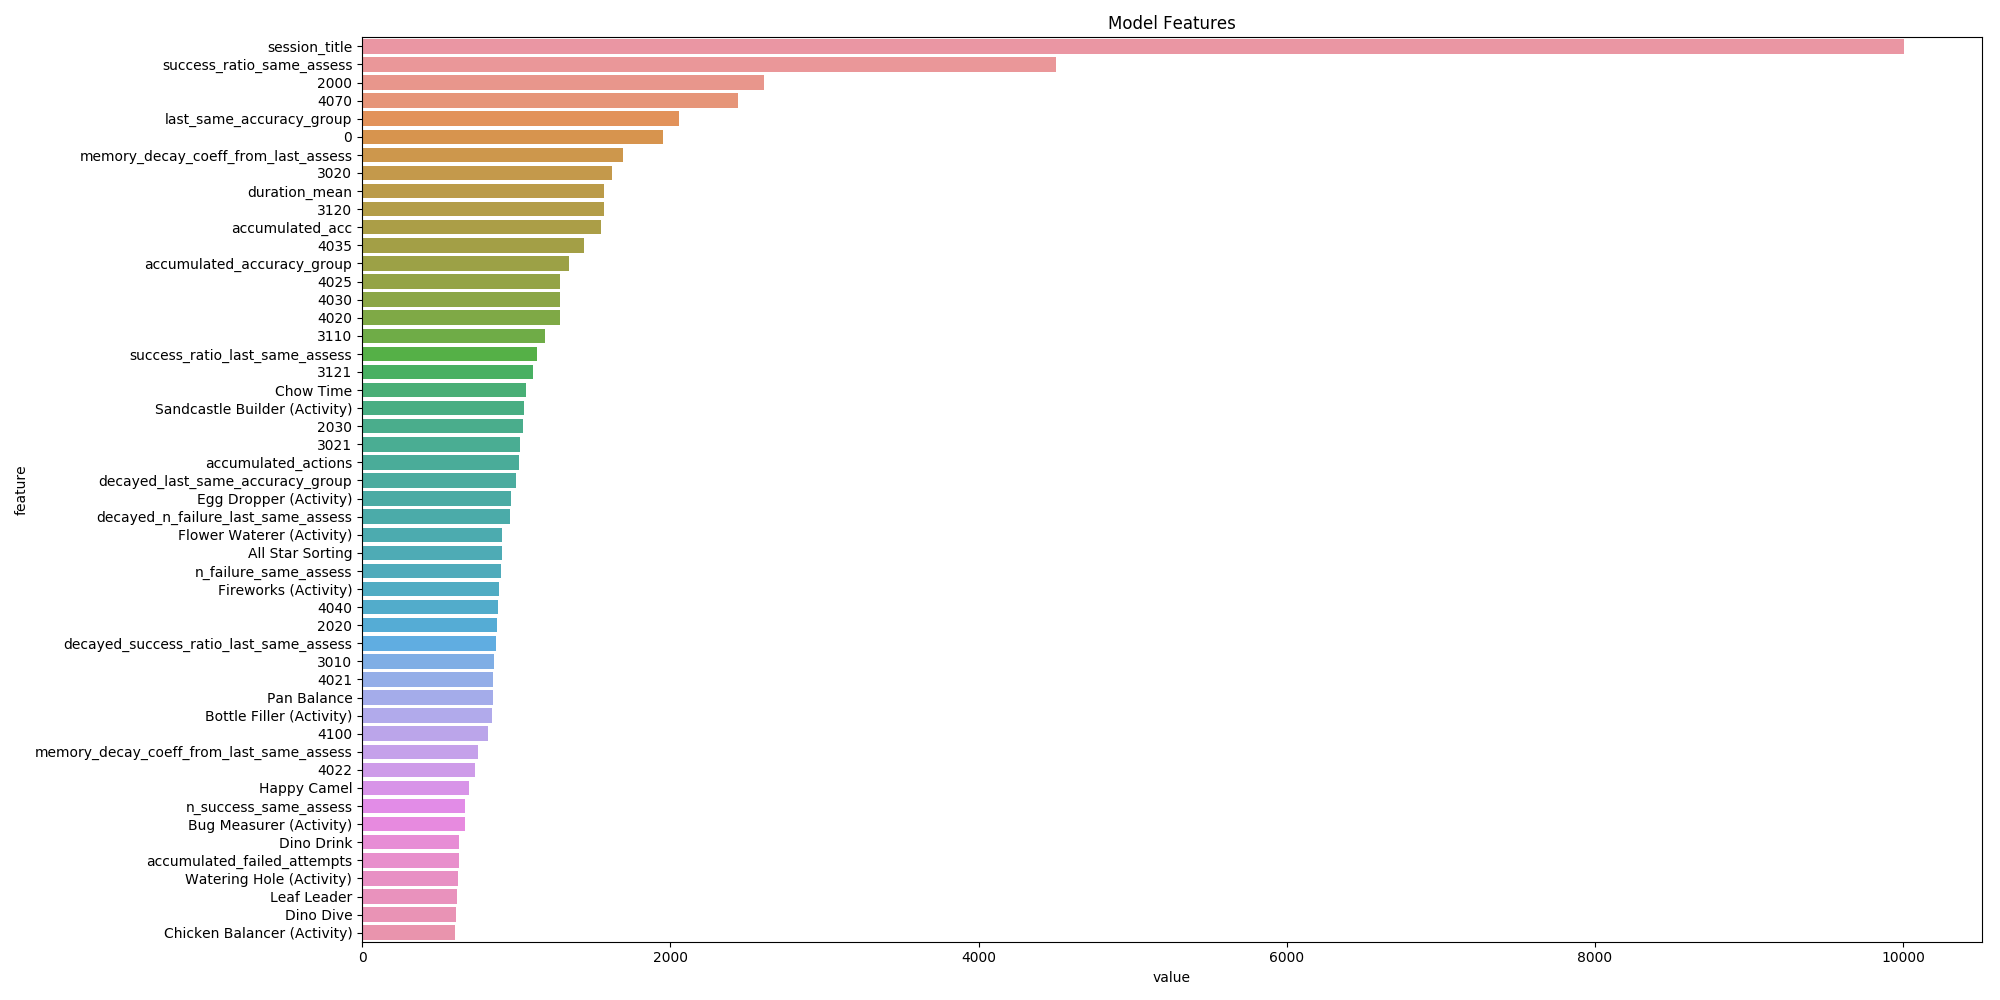 Model Features
session_title
success_ratio_same_assess
2000
4070
last_same_accuracy_group
0
memory_decay_coeff_from_last_assess
3020
duration_mean
3120
accumulated_acc
4035
accumulated_accuracy_group
4025
4030
4020
3110
success_ratio_last_same_assess
3121
Chow Time
Sandcastle Builder (Activity)
2030
3021
accumulated_actions
decayed_last_same_accuracy_group
Egg Dropper (Activity)
decayed_n_failure_last_same_assess
Flower Waterer (Activity)
All Star Sorting
n_failure_same_assess
Fireworks (Activity)
4040
2020
decayed_success_ratio_last_same_assess
3010
4021
Pan Balance
Bottle Filler (Activity)
4100
memory_decay_coeff_from_last_same_assess
4022
Happy Camel
n_success_same_assess
Bug Measurer (Activity)
Dino Drink
accumulated_failed_attempts
Watering Hole (Activity)
Leaf Leader
Dino Dive
Chicken Balancer (Activity)
feature
0 2000 4000 6000 8000 10000
value